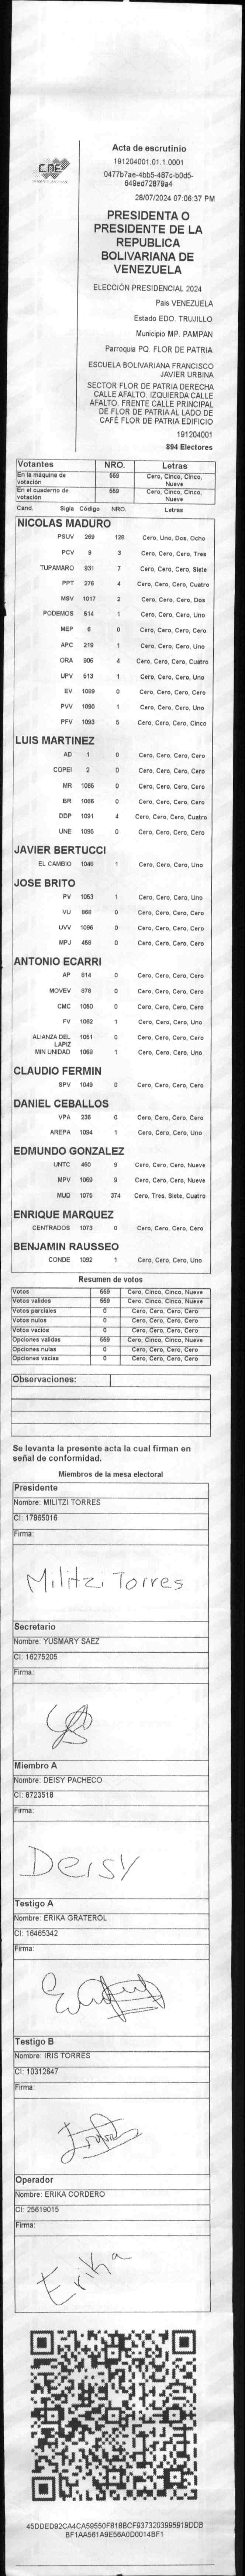 CNE
Acta de escrutinio
191204001.01.1.0001
0477b7ae-4bb5-487c-b0d5-
649ed72879a4
28/07/2024 07:06:37 PM
PRESIDENTA O
PRESIDENTE DE LA
REPUBLICA
BOLIVARIANA DE
VENEZUELA
ELECCIÓN PRESIDENCIAL 2024
Pais VENEZUELA
Estado EDO. TRUJILLO
Municipio MP. PAMPAN
Parroquia PQ. FLOR DE PATRIA
ESCUELA BOLIVARIANA FRANCISCO
JAVIER URBINA
SECTOR FLOR DE PATRIA DERECHA
CALLE AFALTO. IZQUIERDA CALLE
AFALTO. FRENTE CALLE PRINCIPAL
DE FLOR DE PATRIA AL LADO DE
CAFÉ FLOR DE PATRIA EDIFICIO
191204001
894 Electores
Votantes NRO. Letras
En la máquina de votación 559 Cero, Cinco, Cinco, Nueve
En el cuaderno de votación 559 Cero, Cinco, Cinco, Nueve
Cand. Sigla Código NRO. Letras
NICOLAS MADURO
PSUV 269 128 Cero, Uno, Dos, Ocho
PCV 9 3 Cero, Cero, Cero, Tres
TUPAMARO 931 7 Cero, Cero, Cero, Siete
PPT 276 4 Cero, Cero, Cero, Cuatro
MSV 1017 2 Cero, Cero, Cero, Dos
PODEMOS 514 1 Cero, Cero, Cero, Uno
MEP 6 0 Cero, Cero, Cero, Cero
APC 219 1 Cero, Cero, Cero, Uno
ORA 906 4 Cero, Cero, Cero, Cuatro
UPV 513 1 Cero, Cero, Cero, Uno
EV 1089 0 Cero, Cero, Cero, Cero
PVV 1090 1 Cero, Cero, Cero, Uno
PFV 1093 5 Cero, Cero, Cero, Cinco
LUIS MARTINEZ
AD 1 0 Cero, Cero, Cero, Cero
COPEI 2 0 Cero, Cero, Cero, Cero
MR 1065 0 Cero, Cero, Cero, Cero
BR 1066 0 Cero, Cero, Cero, Cero
DDP 1091 4 Cero, Cero, Cero, Cuatro
UNE 1095 0 Cero, Cero, Cero, Cero
JAVIER BERTUCCI
EL CAMBIO 1048 1 Cero, Cero, Cero, Uno
JOSE BRITO
PV 1053 1 Cero, Cero, Cero, Uno
VU 868 0 Cero, Cero, Cero, Cero
UVV 1096 0 Cero, Cero, Cero, Cero
MPJ 458 0 Cero, Cero, Cero, Cero
ANTONIO ECARRI
AP 814 0 Cero, Cero, Cero, Cero
MOVEV 876 0 Cero, Cero, Cero, Cero
CMC 1050 0 Cero, Cero, Cero, Cero
FV 1062 1 Cero, Cero, Cero, Uno
ALIANZA DEL LAPIZ 1051 0 Cero, Cero, Cero, Cero
MIN UNIDAD 1068 1 Cero, Cero, Cero, Uno
CLAUDIO FERMIN
SPV 1049 0 Cero, Cero, Cero, Cero
DANIEL CEBALLOS
VPA 236 0 Cero, Cero, Cero, Cero
AREPA 1094 1 Cero, Cero, Cero, Uno
EDMUNDO GONZALEZ
UNTC 460 9 Cero, Cero, Cero, Nueve
MPV 1069 9 Cero, Cero, Cero, Nueve
MUD 1075 374 Cero, Tres, Siete, Cuatro
ENRIQUE MARQUEZ
CENTRADOS 1073 0 Cero, Cero, Cero, Cero
BENJAMIN RAUSSEO
CONDE 1092 1 Cero, Cero, Cero, Uno
Resumen de votos
Votos 559 Cero, Cinco, Cinco, Nueve
Votos validos 559 Cero, Cinco, Cinco, Nueve
Votos parciales 0 Cero, Cero, Cero, Cero
Votos nulos 0 Cero, Cero, Cero, Cero
Votos vacios 0 Cero, Cero, Cero, Cero
Opciones validas 559 Cero, Cinco, Cinco, Nueve
Opciones nulas 0 Cero, Cero, Cero, Cero
Opciones vacias 0 Cero, Cero, Cero, Cero
Observaciones:
Se levanta la presente acta la cual firman en
señal de conformidad.
Miembros de la mesa electoral
Presidente
Nombre: MILITZI TORRES
CI: 17865016
Firma:
Militzi Torres
Secretario
Nombre: YUSMARY SAEZ
CI: 16275205
Firma:
Miembro A
Nombre: DEISY PACHECO
CI: 8723518
Firma:
Deisy
Testigo A
Nombre: ERIKA GRATEROL
CI: 16465342
Firma:
Testigo B
Nombre: IRIS TORRES
CI: 10312647
Firma:
Operador
Nombre: ERIKA CORDERO
CI: 25619015
Firma:
Erika
45DDED92CA4CA59550F818BCF9373203995919DDB
BF1AA561A9E56A0D0014BF1